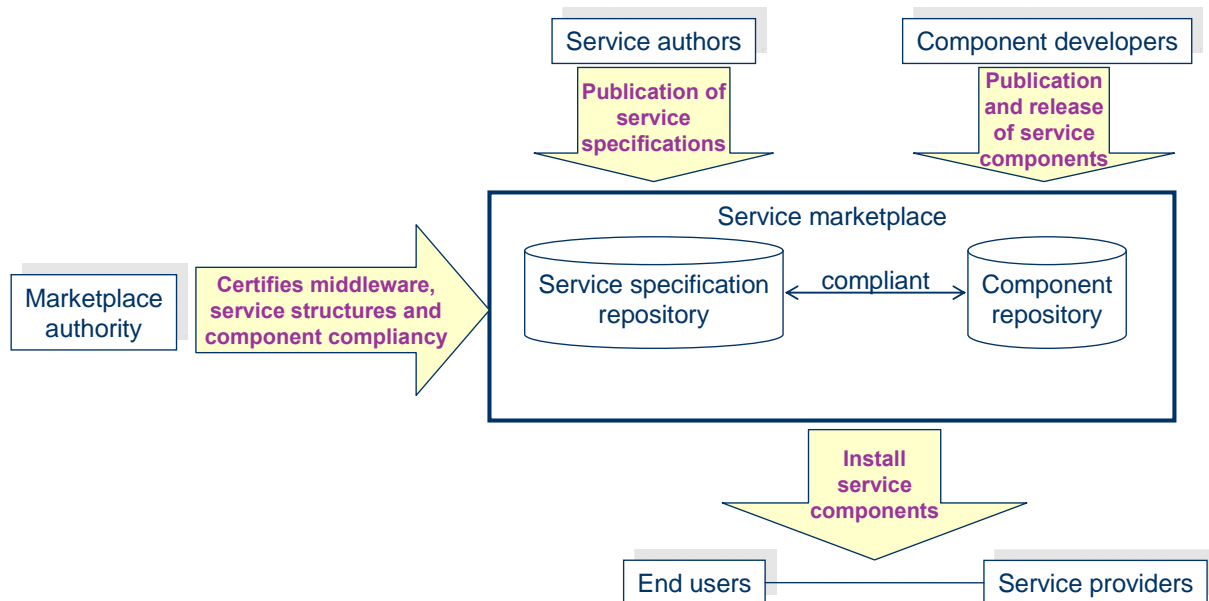 Service authors
Component developers
Publication of
service
specifications
Publication
and release
of service
components
Service marketplace
Marketplace
authority
Certifies middleware,
service structures and
component compliancy
Service specification
repository
compliant
Component
repository
Install
service
components
End users
Service providers